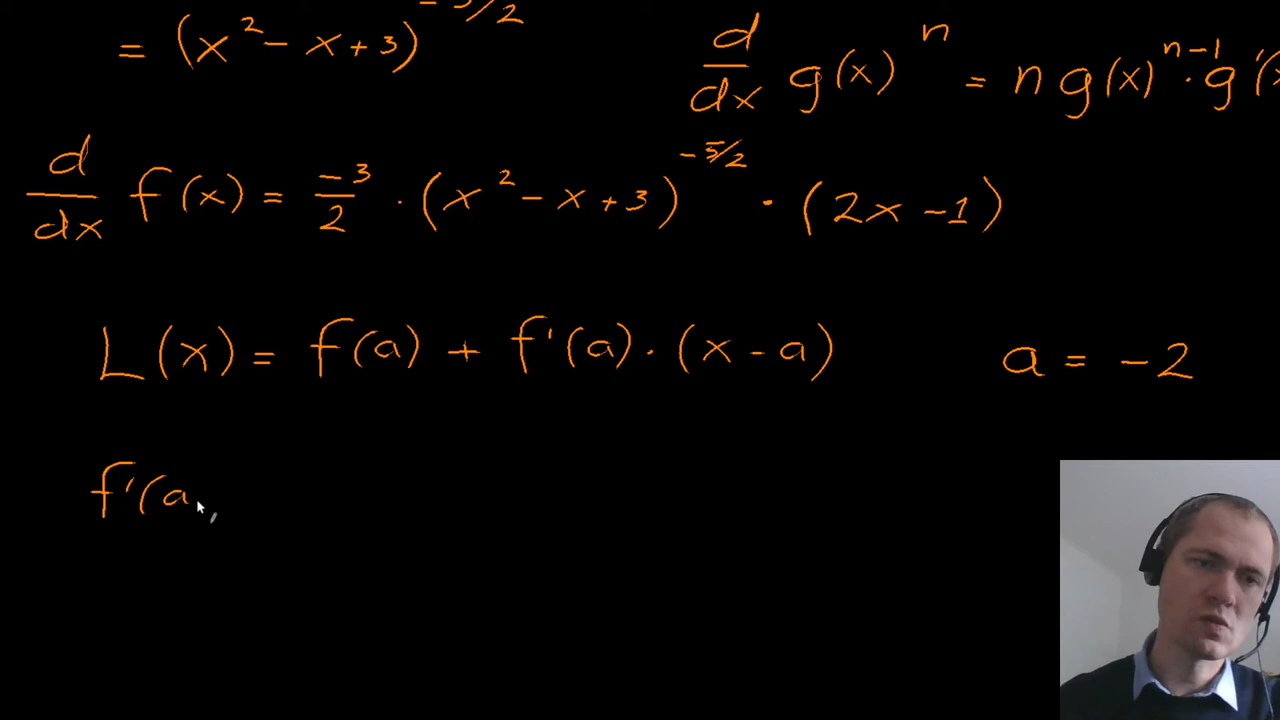 = (x² - x + 3)^(-3/2)
d/dx g(x)^n = n g(x)^(n-1) · g'(x
d/dx f(x) = -3/2 · (x² - x + 3)^(-5/2) · (2x - 1)
L(x) = f(a) + f'(a) · (x - a) a = -2
f'(a